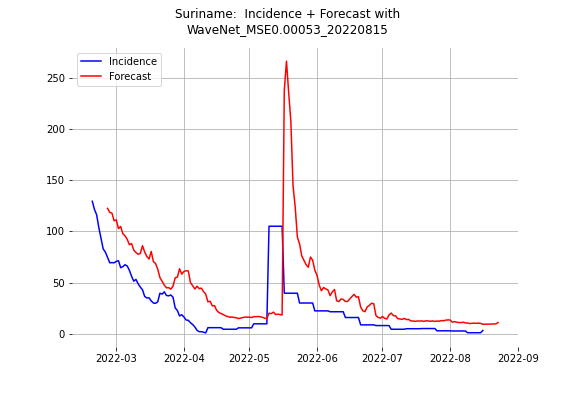 Suriname:  Incidence + Forecast with
WaveNet_MSE0.00053_20220815
Incidence
Forecast
250
200
150
100
50
0
2022-03 2022-04 2022-05 2022-06 2022-07 2022-08 2022-09